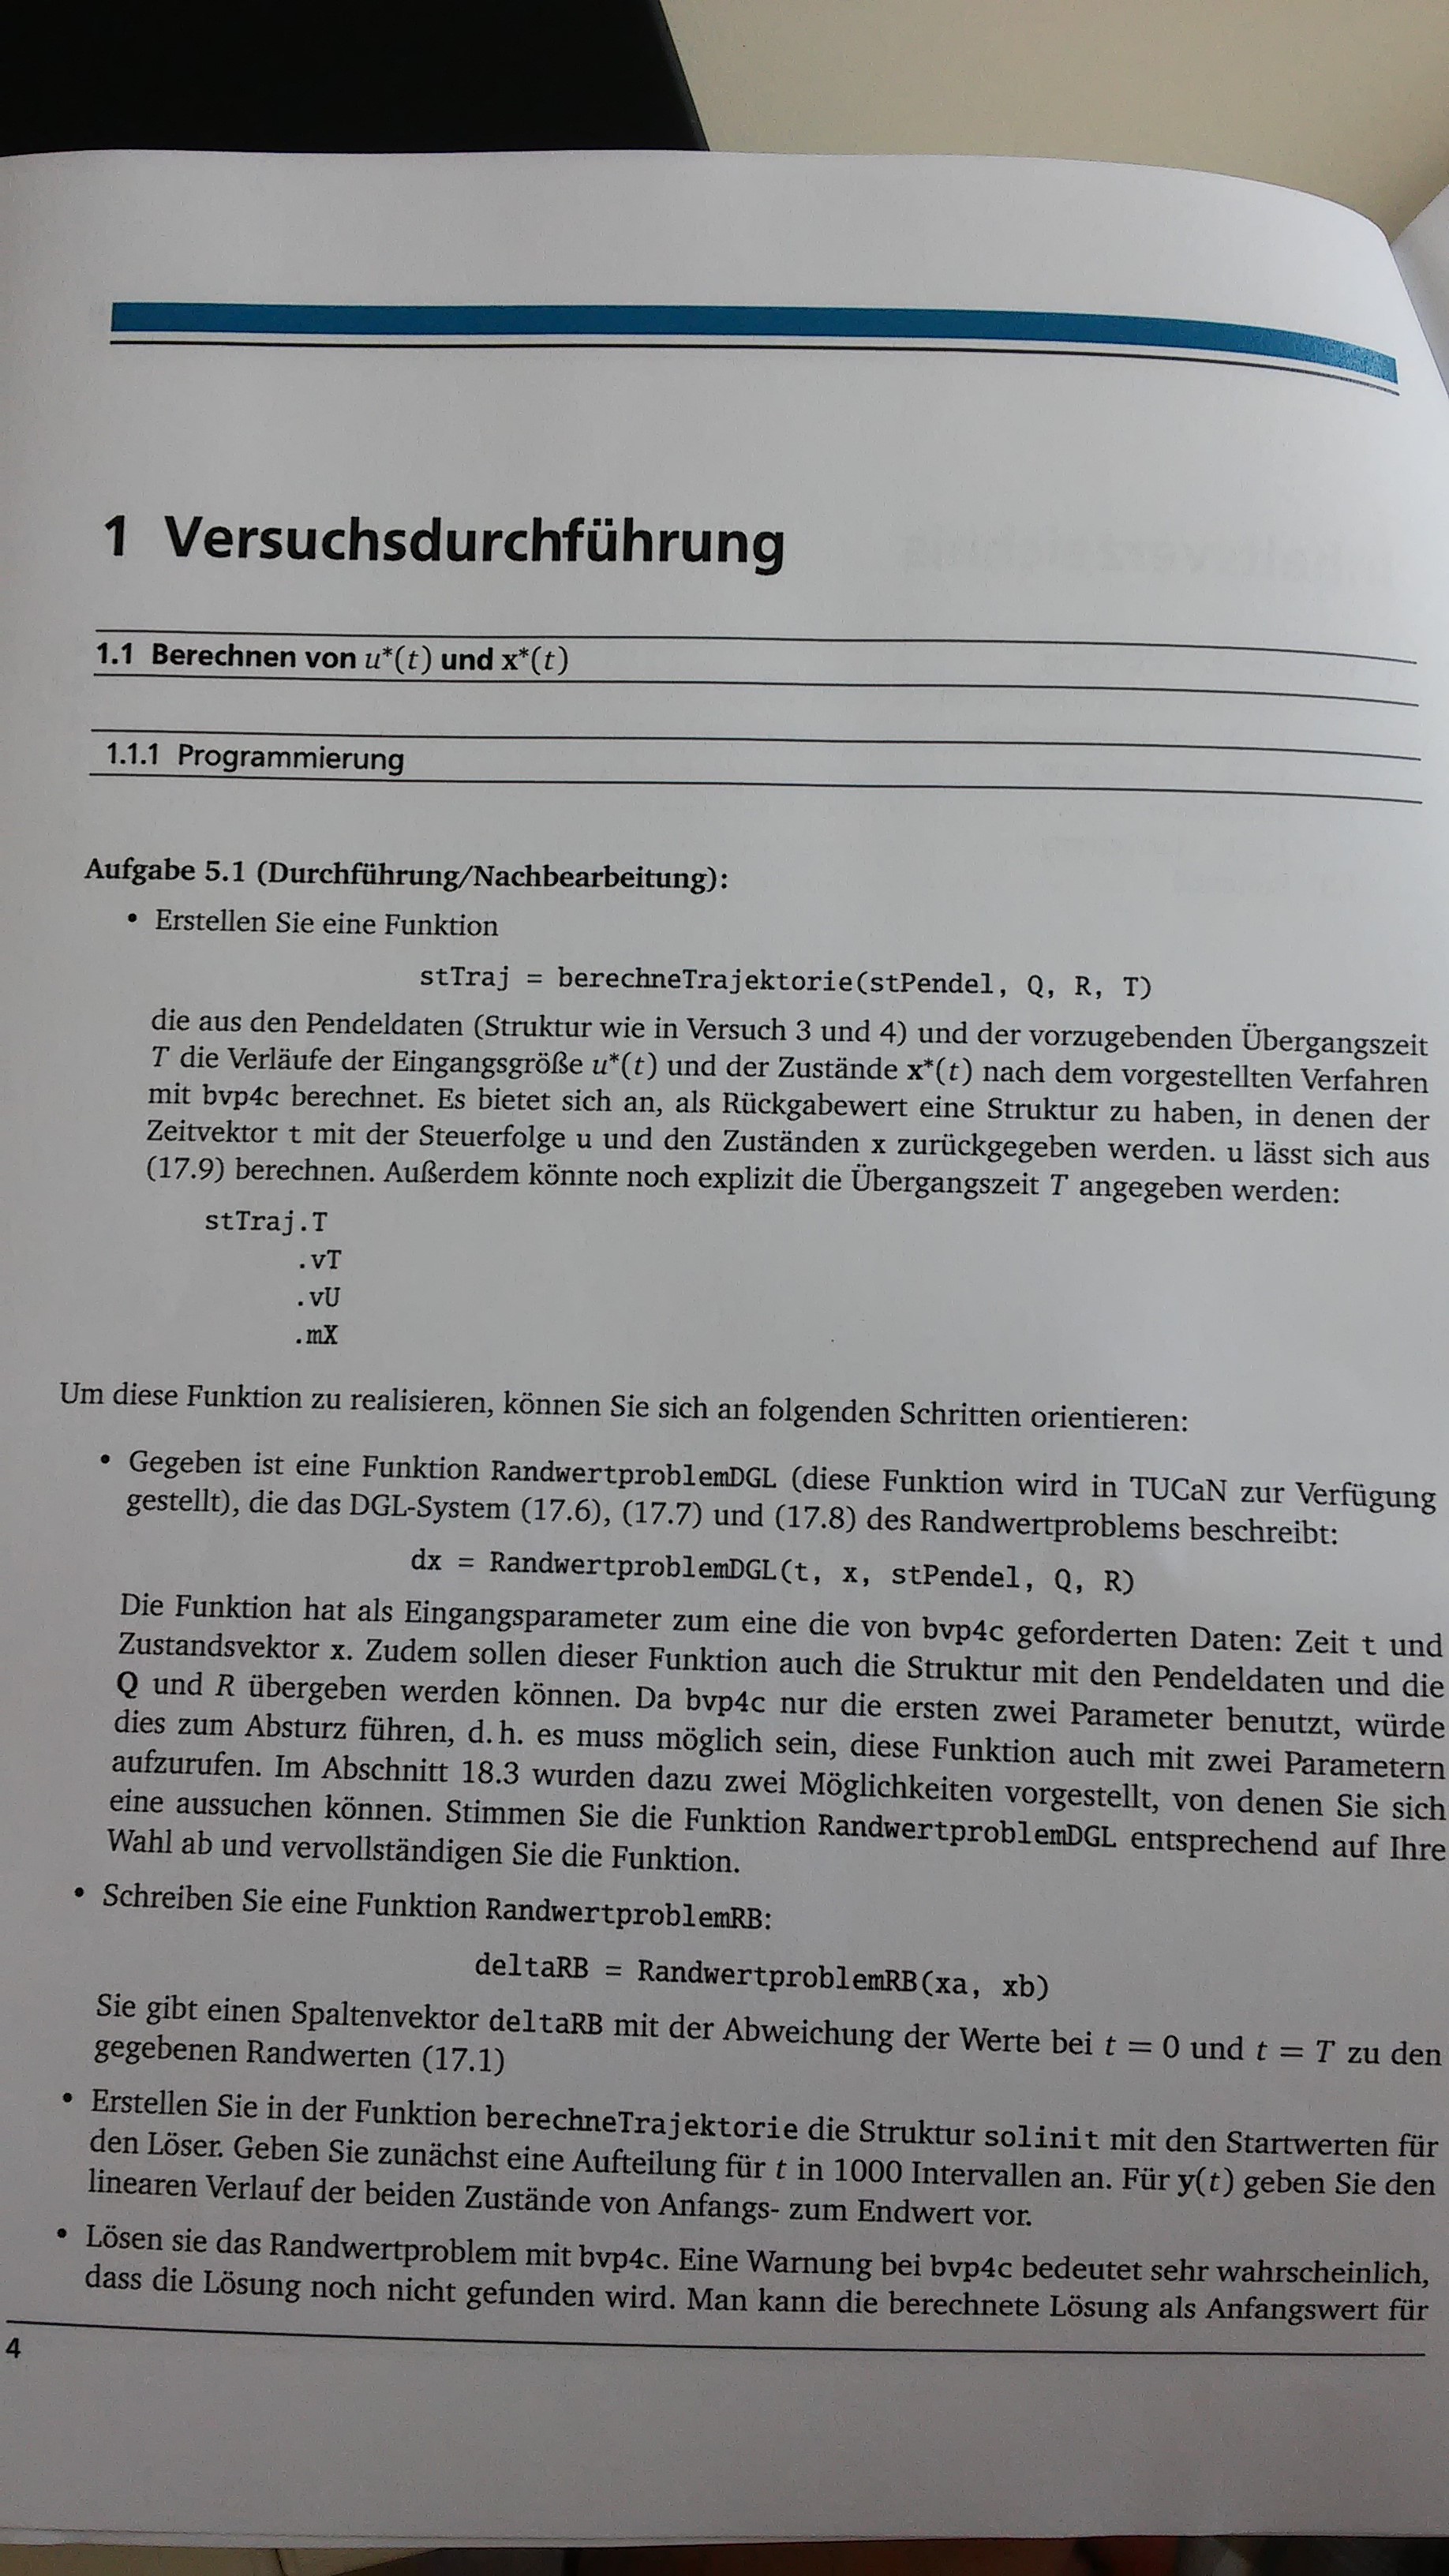 1 Versuchsdurchführung
1.1 Berechnen von u*(t) und x*(t)
1.1.1 Programmierung
Aufgabe 5.1 (Durchführung/Nachbearbeitung):
• Erstellen Sie eine Funktion
stTraj = berechneTrajektorie(stPendel, Q, R, T)
die aus den Pendeldaten (Struktur wie in Versuch 3 und 4) und der vorzugebenden Übergangszeit
T die Verläufe der Eingangsgröße u*(t) und der Zustände x*(t) nach dem vorgestellten Verfahren
mit bvp4c berechnet. Es bietet sich an, als Rückgabewert eine Struktur zu haben, in denen der
Zeitvektor t mit der Steuerfolge u und den Zuständen x zurückgegeben werden. u lässt sich aus
(17.9) berechnen. Außerdem könnte noch explizit die Übergangszeit T angegeben werden:
stTraj.T
.vT
.vU
.mX
Um diese Funktion zu realisieren, können Sie sich an folgenden Schritten orientieren:
• Gegeben ist eine Funktion RandwertproblemDGL (diese Funktion wird in TUCaN zur Verfügung
gestellt), die das DGL-System (17.6), (17.7) und (17.8) des Randwertproblems beschreibt:
dx = RandwertproblemDGL(t, x, stPendel, Q, R)
Die Funktion hat als Eingangsparameter zum eine die von bvp4c geforderten Daten: Zeit t und
Zustandsvektor x. Zudem sollen dieser Funktion auch die Struktur mit den Pendeldaten und die
Q und R übergeben werden können. Da bvp4c nur die ersten zwei Parameter benutzt, würde
dies zum Absturz führen, d. h. es muss möglich sein, diese Funktion auch mit zwei Parametern
aufzurufen. Im Abschnitt 18.3 wurden dazu zwei Möglichkeiten vorgestellt, von denen Sie sich
eine aussuchen können. Stimmen Sie die Funktion RandwertproblemDGL entsprechend auf Ihre
Wahl ab und vervollständigen Sie die Funktion.
• Schreiben Sie eine Funktion RandwertproblemRB:
deltaRB = RandwertproblemRB(xa, xb)
Sie gibt einen Spaltenvektor deltaRB mit der Abweichung der Werte bei t = 0 und t = T zu den
gegebenen Randwerten (17.1)
• Erstellen Sie in der Funktion berechneTrajektorie die Struktur solinit mit den Startwerten für
den Löser. Geben Sie zunächst eine Aufteilung für t in 1000 Intervallen an. Für y(t) geben Sie den
linearen Verlauf der beiden Zustände von Anfangs- zum Endwert vor.
• Lösen sie das Randwertproblem mit bvp4c. Eine Warnung bei bvp4c bedeutet sehr wahrscheinlich,
dass die Lösung noch nicht gefunden wird. Man kann die berechnete Lösung als Anfangswert für
4